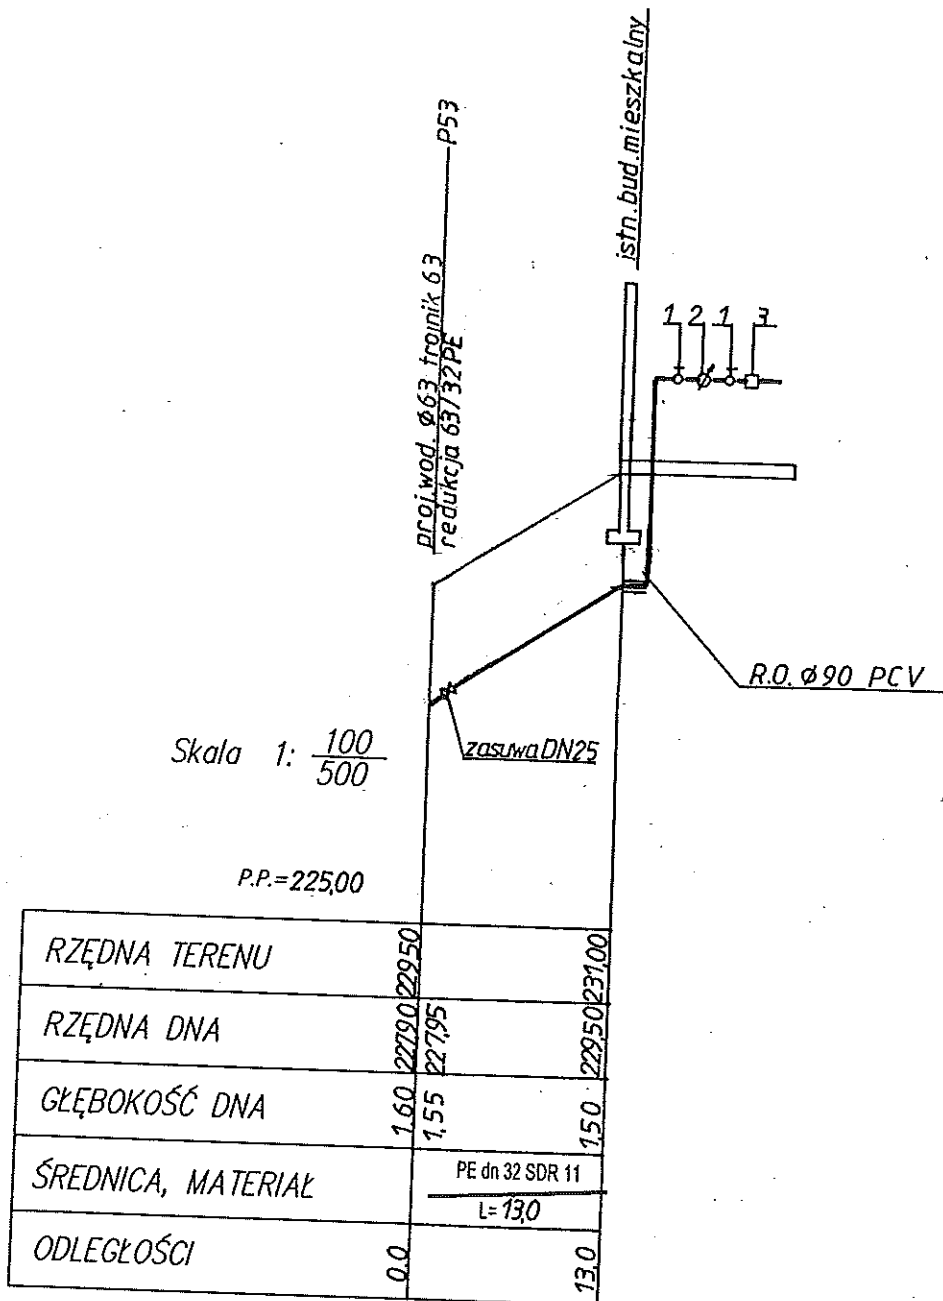 istn.bud.mieszkalny
P53
proj.wod. ø63 trojnik 63
redukcja 63/32PE
1 2 1 3
R.O. ø90 PCV
zasuwaDN25
Skala 1: 100
500
P.P.=225,00
RZĘDNA TERENU 229,50 231,00
RZĘDNA DNA 227,90 227,95 229,50
GŁĘBOKOŚĆ DNA 1,60 1,55 1,50
ŚREDNICA, MATERIAŁ PE dn 32 SDR 11
L= 13,0
ODLEGŁOŚCI 0.0 13.0